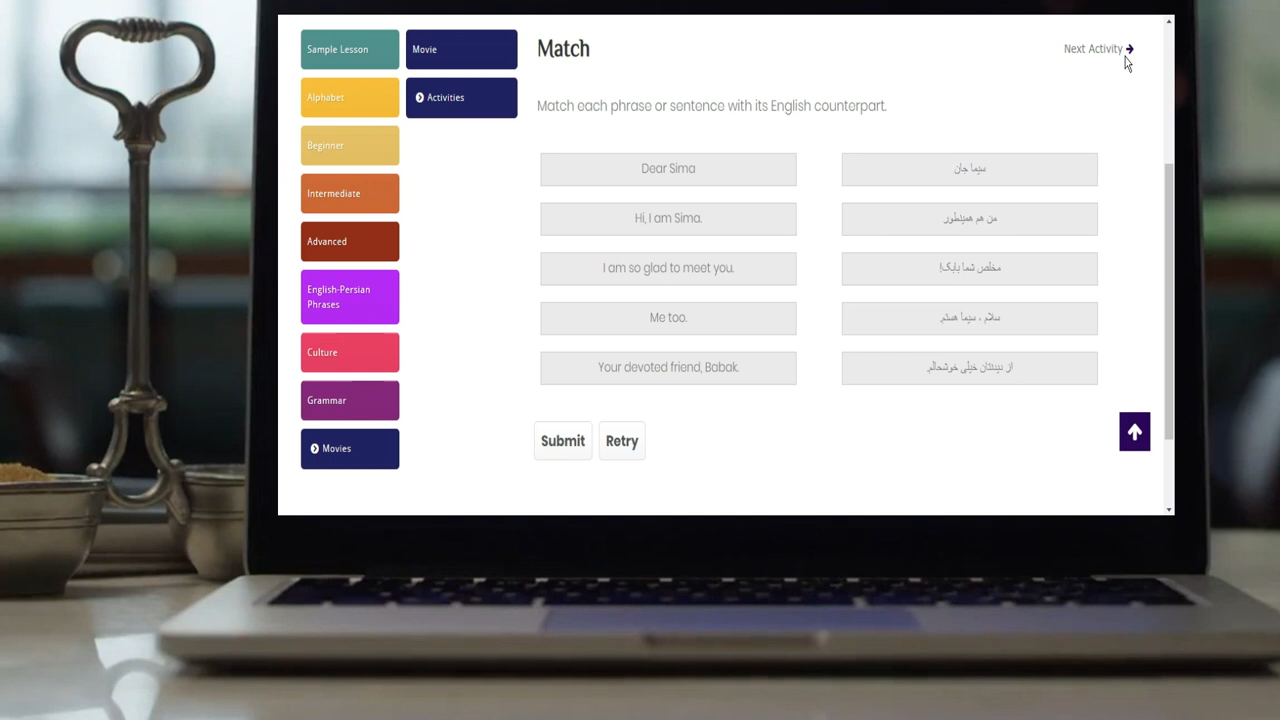 Sample Lesson
Movie
Match
Next Activity
Alphabet
Activities
Match each phrase or sentence with its English counterpart.
Beginner
Dear Sima
سیما جان
Intermediate
Hi, I am Sima.
من هم همینطور
Advanced
I am so glad to meet you.
مخلص شما بابک!
English-Persian
Phrases
Me too.
سلام ، سیما هستم.
Culture
Your devoted friend, Babak.
از دیدنتان خیلی خوشحالم.
Grammar
Movies
Submit
Retry